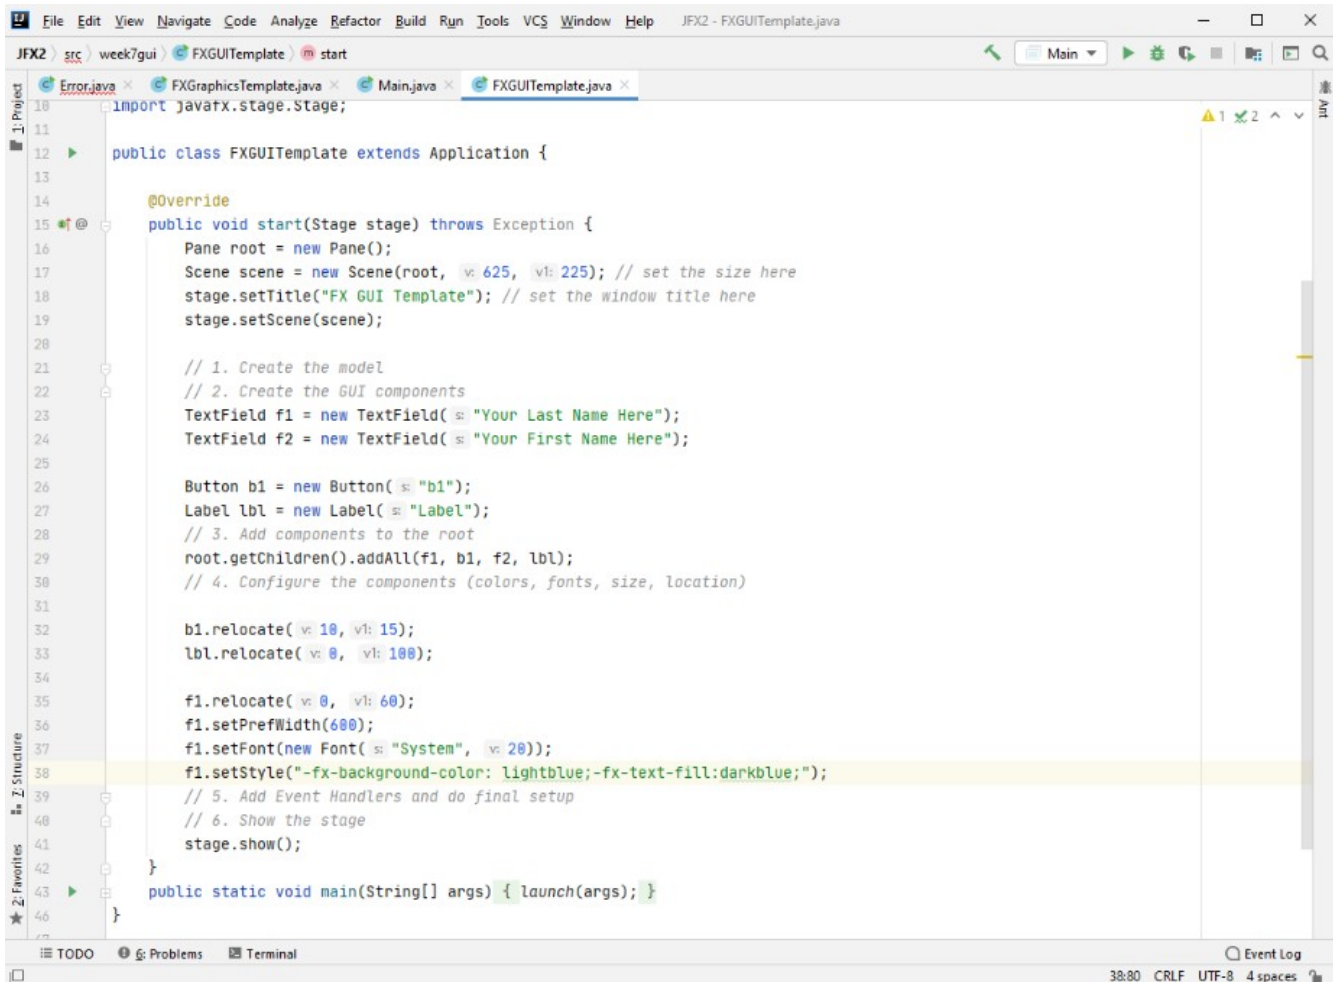 File Edit View Navigate Code Analyze Refactor Build Run Tools VCS Window Help JFX2 - FXGUITemplate.java
JFX2 src week7gui FXGUITemplate start Main
Error.java FXGraphicsTemplate.java Main.java FXGUITemplate.java
1: Project
Ant
10 import javafx.stage.Stage;
1 2
11
12 public class FXGUITemplate extends Application {
13
14 @Override
15 public void start(Stage stage) throws Exception {
16 Pane root = new Pane();
17 Scene scene = new Scene(root, v: 625, v1: 225); // set the size here
18 stage.setTitle("FX GUI Template"); // set the window title here
19 stage.setScene(scene);
20
21 // 1. Create the model
22 // 2. Create the GUI components
23 TextField f1 = new TextField( s: "Your Last Name Here");
24 TextField f2 = new TextField( s: "Your First Name Here");
25
26 Button b1 = new Button( s: "b1");
27 Label lbl = new Label( s: "Label");
28 // 3. Add components to the root
29 root.getChildren().addAll(f1, b1, f2, lbl);
30 // 4. Configure the components (colors, fonts, size, location)
31
32 b1.relocate( v: 10, v1: 15);
33 lbl.relocate( v: 0, v1: 100);
34
35 f1.relocate( v: 0, v1: 60);
36 f1.setPrefWidth(600);
37 f1.setFont(new Font( s: "System", v: 20));
38 f1.setStyle("-fx-background-color: lightblue;-fx-text-fill:darkblue;");
39 // 5. Add Event Handlers and do final setup
40 // 6. Show the stage
41 stage.show();
42 }
43 public static void main(String[] args) { launch(args); }
46 }
47
7: Structure
2: Favorites
TODO 6: Problems Terminal Event Log
38:80 CRLF UTF-8 4 spaces